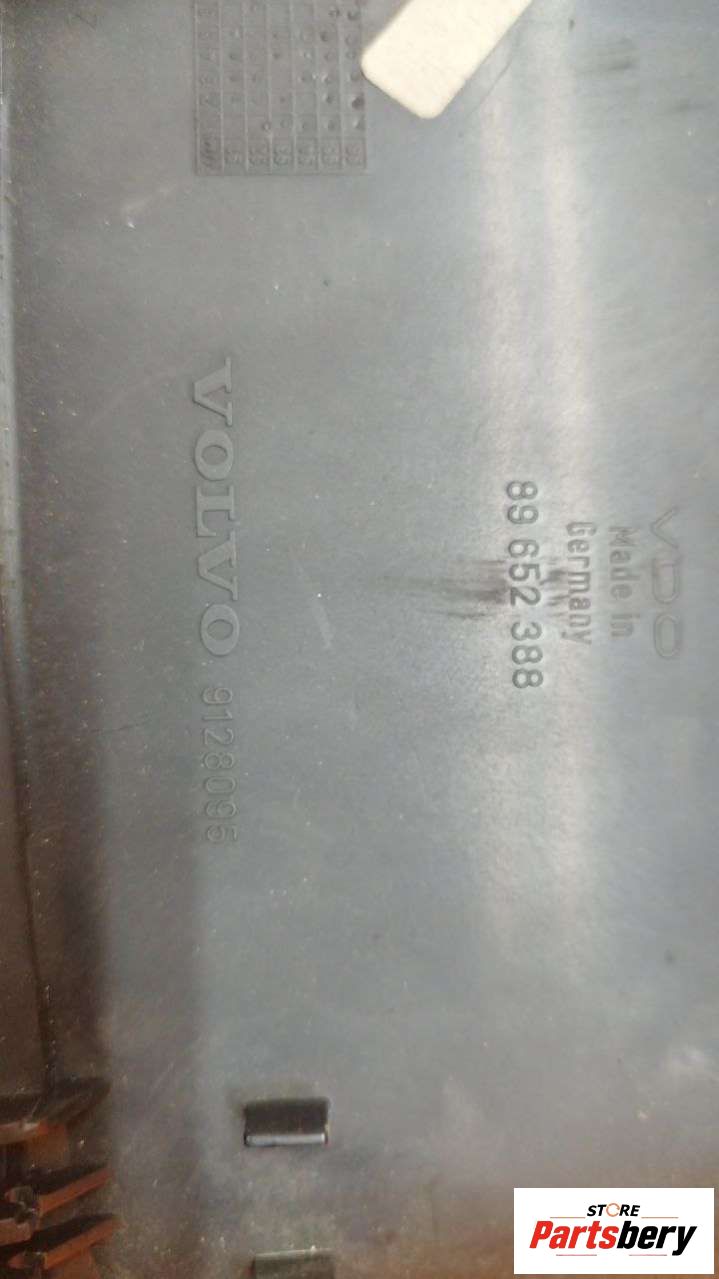 VOLVO 9128095
VDO
Made in
Germany
89 652 388
STORE
Partsbery